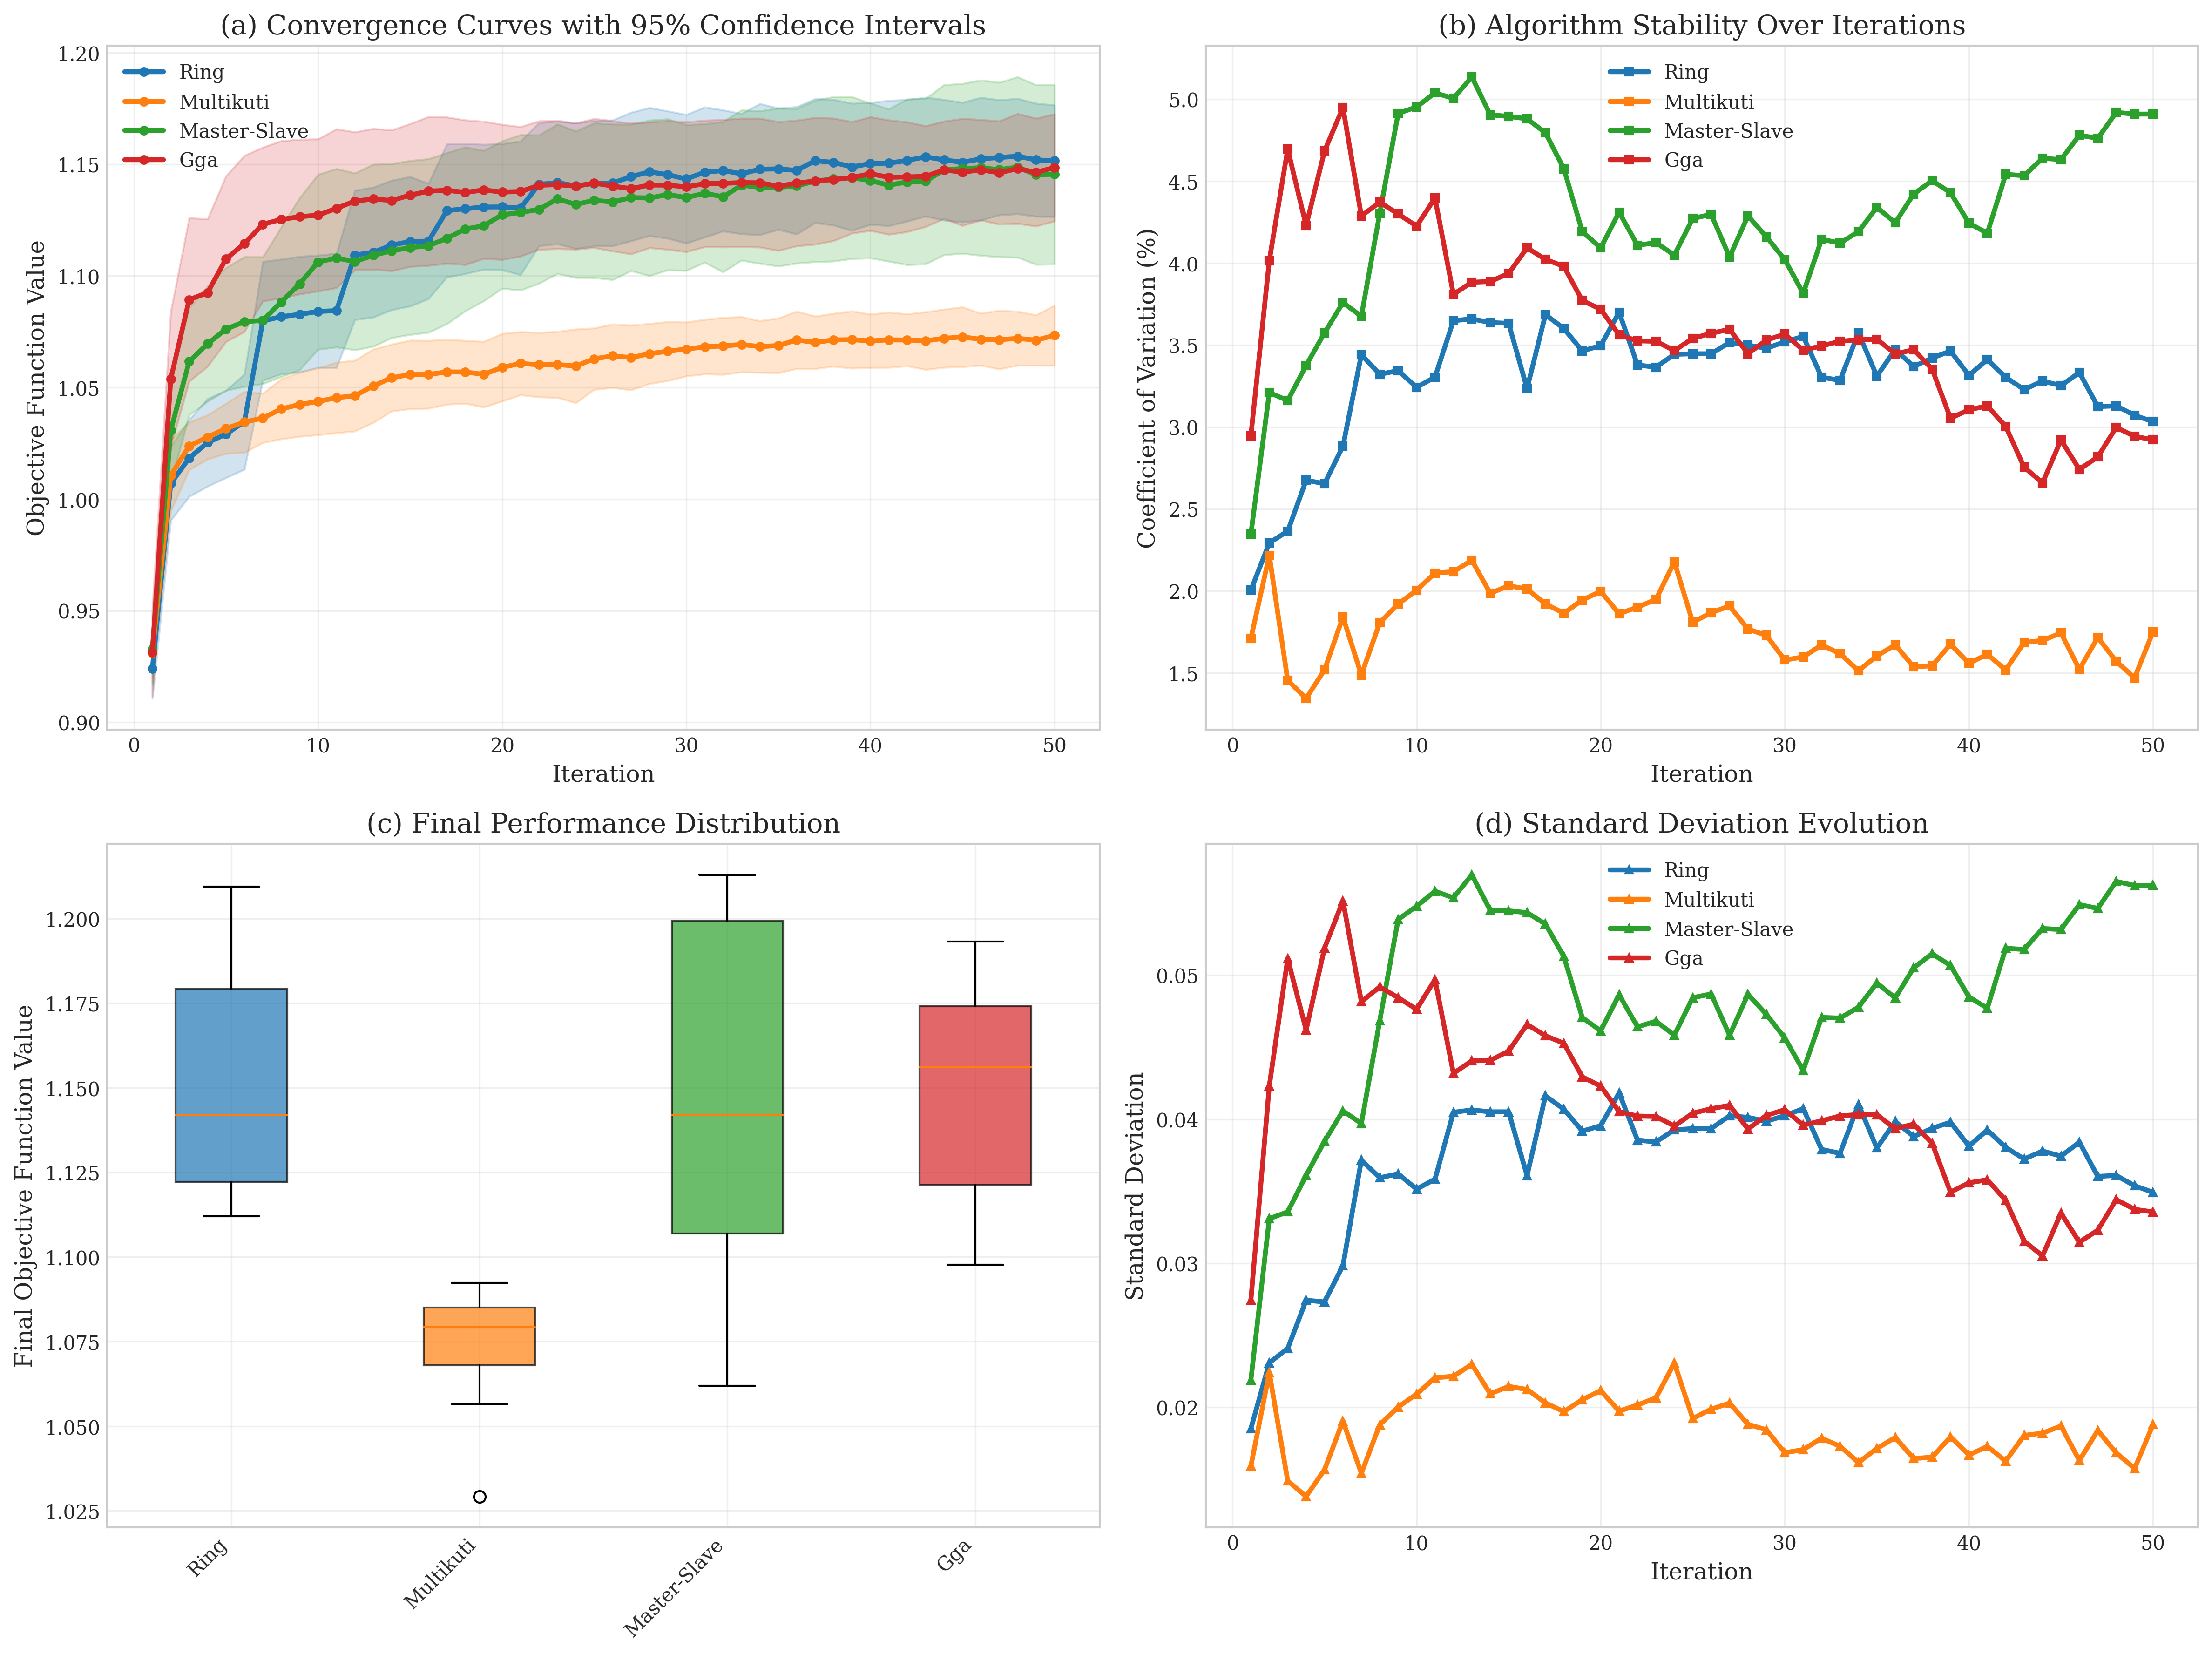 (a) Convergence Curves with 95% Confidence Intervals
Ring
Multikuti
Master-Slave
Gga
1.20
1.15
1.10
1.05
1.00
0.95
0.90
Objective Function Value
0
10
20
30
40
50
Iteration
(b) Algorithm Stability Over Iterations
Ring
Multikuti
Master-Slave
Gga
5.0
4.5
4.0
3.5
3.0
2.5
2.0
1.5
Coefficient of Variation (%)
0
10
20
30
40
50
Iteration
(c) Final Performance Distribution
1.200
1.175
1.150
1.125
1.100
1.075
1.050
1.025
Final Objective Function Value
Ring
Multikuti
Master-Slave
Gga
(d) Standard Deviation Evolution
Ring
Multikuti
Master-Slave
Gga
0.05
0.04
0.03
0.02
Standard Deviation
0
10
20
30
40
50
Iteration